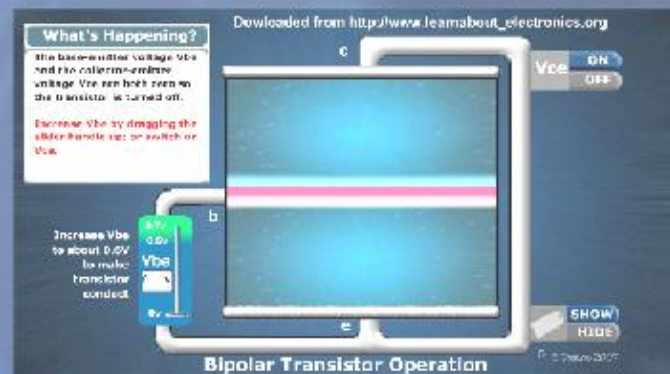 Dowloaded from http://www.learnabout_electronics.org
What's Happening?
The base-emitter voltage Vbe
and the collector-emitter
voltage Vce are both zero so
the transistor is turned off.
Increase Vbe by dragging the
slider handle up; or switch on
Vce.
c
Vce
ON
OFF
b
Increase Vbe
to about 0.6V
to make
transistor
conduct
0.6v
Vbe
0v
e
SHOW
HIDE
Bipolar Transistor Operation